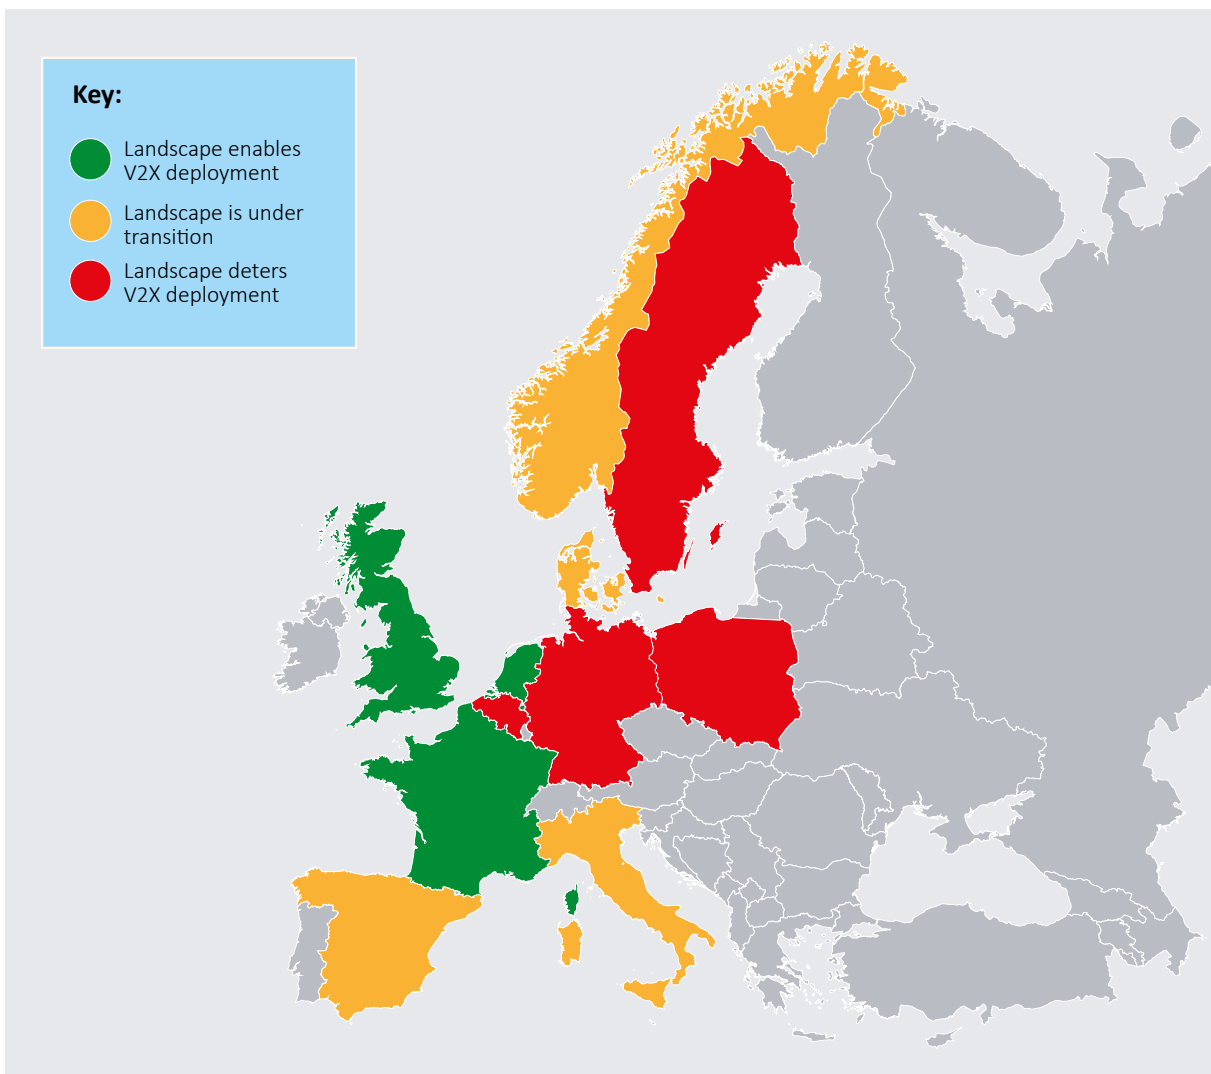 Key:
Landscape enables
V2X deployment
Landscape is under
transition
Landscape deters
V2X deployment